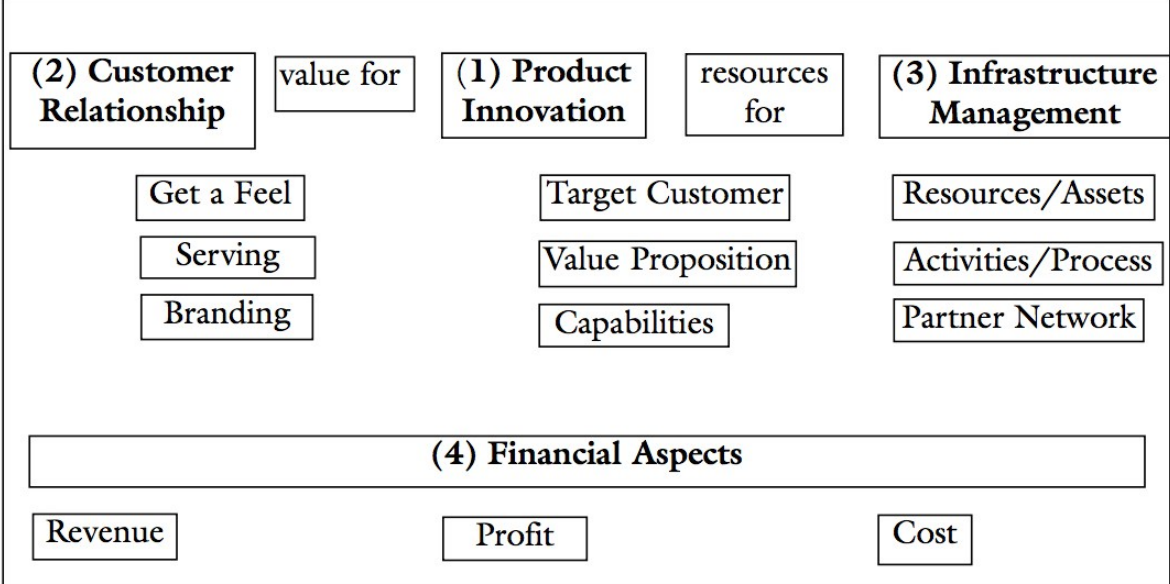 (2) Customer
Relationship
value for
(1) Product
Innovation
resources
for
(3) Infrastructure
Management
Get a Feel
Serving
Branding
Target Customer
Value Proposition
Capabilities
Resources/Assets
Activities/Process
Partner Network
(4) Financial Aspects
Revenue
Profit
Cost